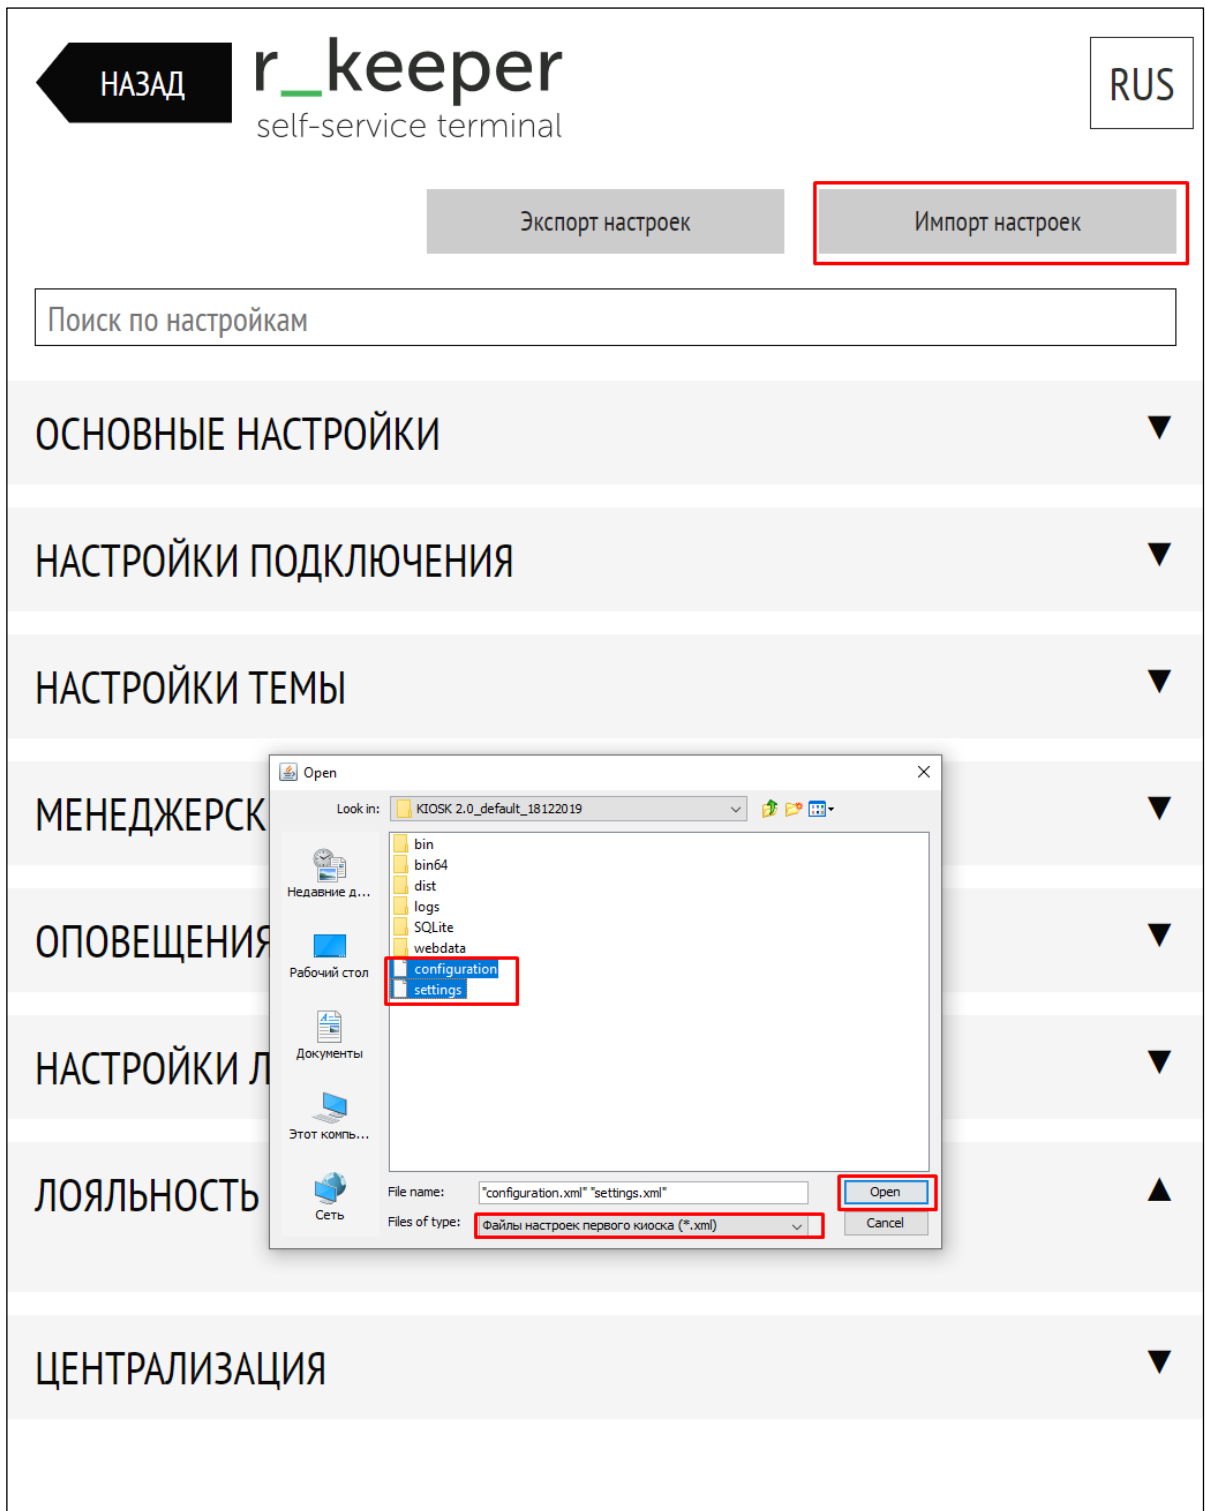 НАЗАД
r_keeper
self-service terminal
RUS
Экспорт настроек
Импорт настроек
Поиск по настройкам
ОСНОВНЫЕ НАСТРОЙКИ
НАСТРОЙКИ ПОДКЛЮЧЕНИЯ
НАСТРОЙКИ ТЕМЫ
МЕНЕДЖЕРСК
ОПОВЕЩЕНИЯ
НАСТРОЙКИ Л
ЛОЯЛЬНОСТЬ
ЦЕНТРАЛИЗАЦИЯ
Open
Look in:
KIOSK 2.0_default_18122019
Недавние д...
Рабочий стол
Документы
Этот компь...
Сеть
bin
bin64
dist
logs
SQLite
webdata
configuration
settings
File name:
"configuration.xml" "settings.xml"
Open
Files of type:
Файлы настроек первого киоска (*.xml)
Cancel